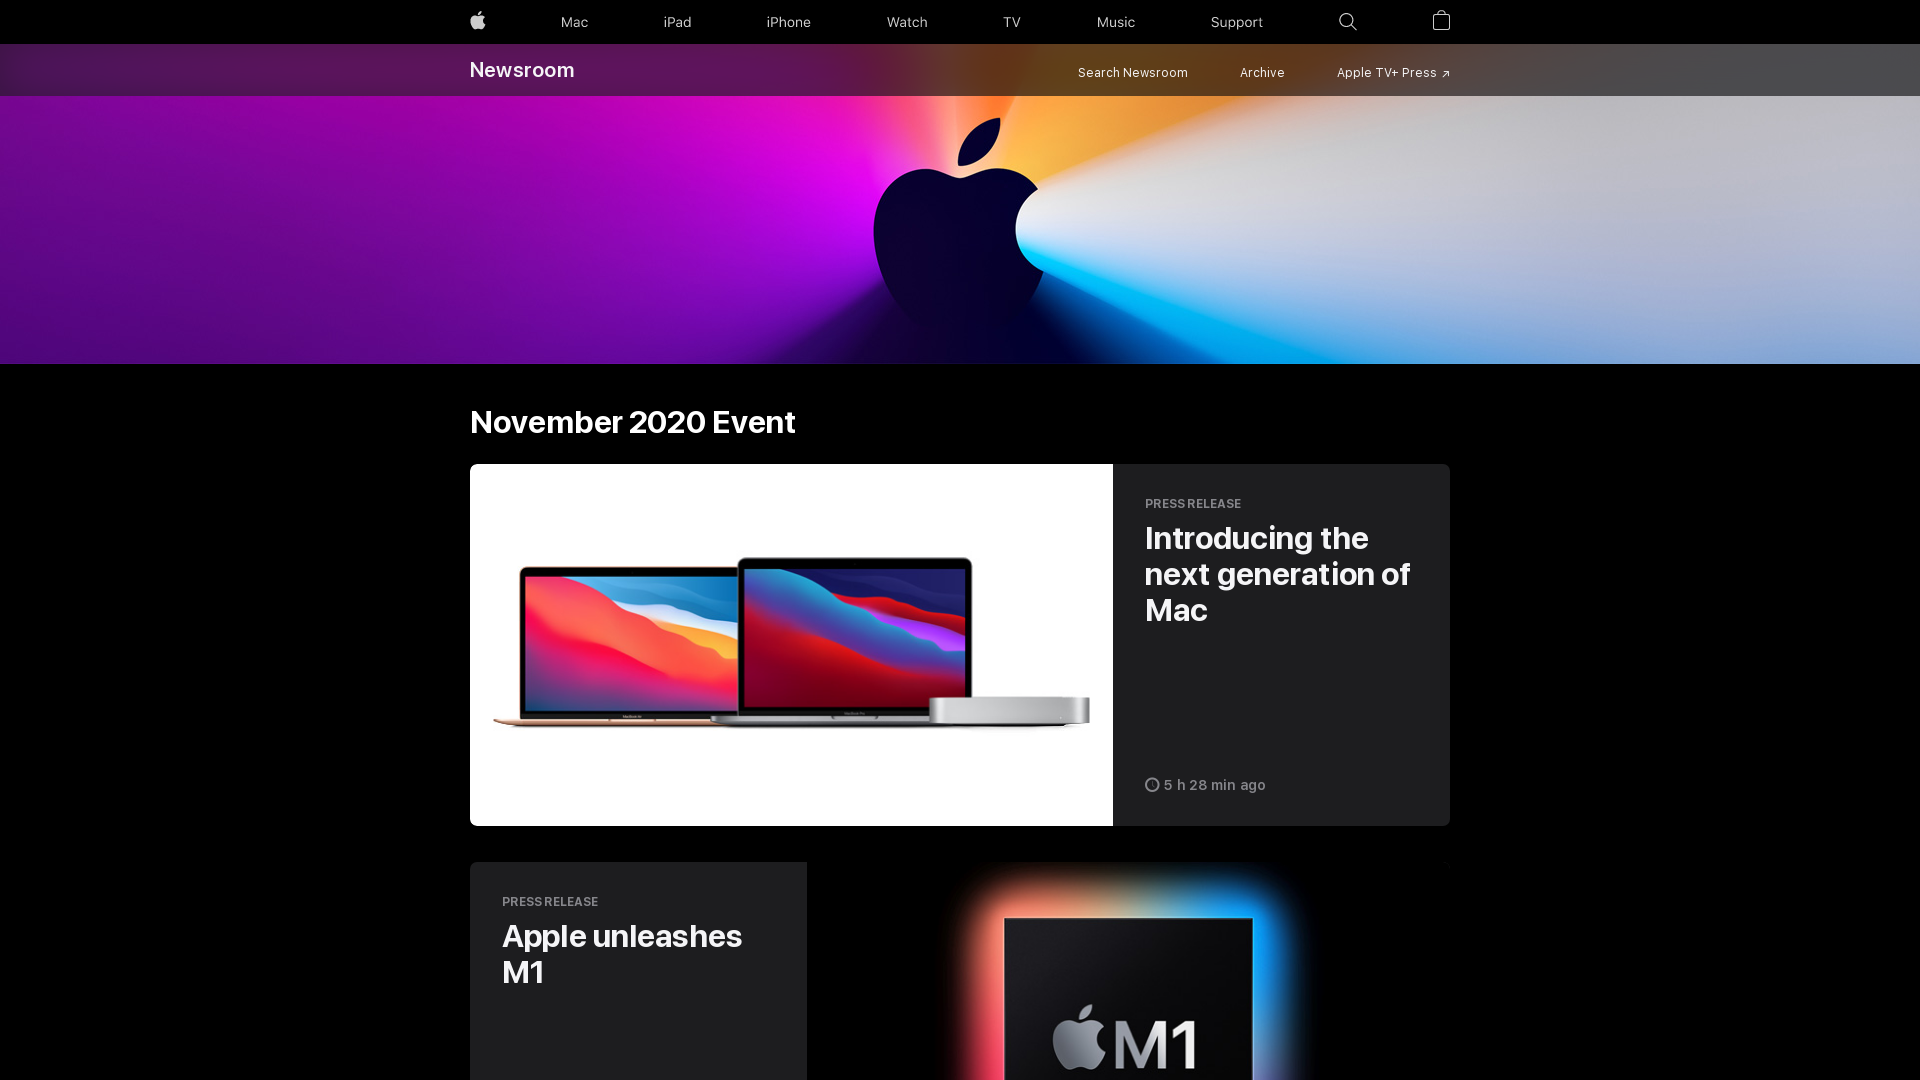 Mac
iPad
iPhone
Watch
TV
Music
Support
Newsroom
Search Newsroom
Archive
Apple TV+ Press ↗
November 2020 Event
PRESS RELEASE
Introducing the
next generation of
Mac
5 h 28 min ago
PRESS RELEASE
Apple unleashes
M1
M1